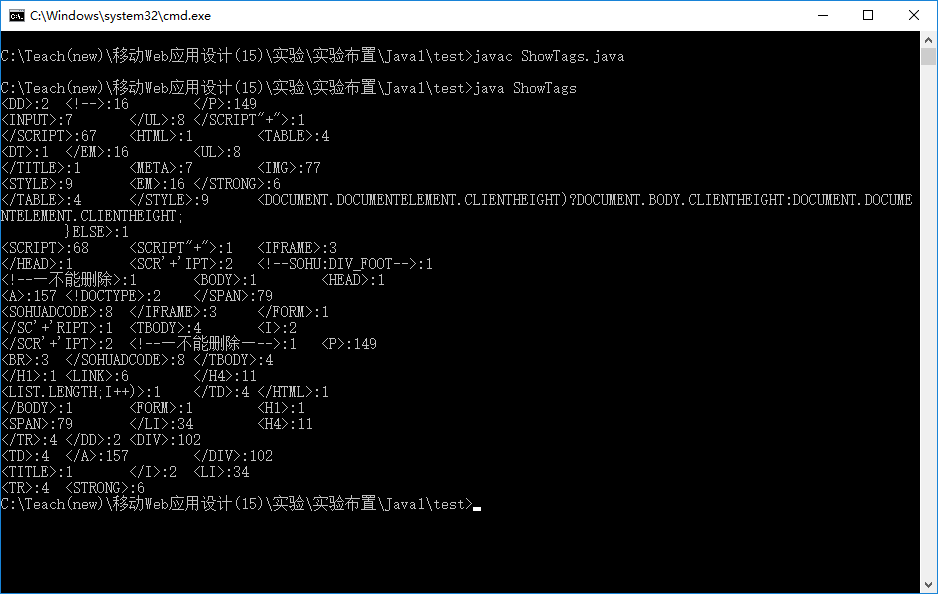 C:\Windows\system32\cmd.exe
C:\Teach(new)\移动Web应用设计(15)\实验\实验布置\Java1\test>javac ShowTags.java
C:\Teach(new)\移动Web应用设计(15)\实验\实验布置\Java1\test>java ShowTags
<DD>:2 <!-->:16 </P>:149
<INPUT>:7 </UL>:8 </SCRIPT"+">:1
</SCRIPT>:67 <HTML>:1 <TABLE>:4
<DT>:1 </EM>:16 <UL>:8
</TITLE>:1 <META>:7 <IMG>:77
<STYLE>:9 <EM>:16 </STRONG>:6
</TABLE>:4 </STYLE>:9 <DOCUMENT.DOCUMENTELEMENT.CLIENTHEIGHT)?DOCUMENT.BODY.CLIENTHEIGHT:DOCUMENT.DOCUME
NTELEMENT.CLIENTHEIGHT;
}ELSE>:1
<SCRIPT>:68 <SCRIPT"+">:1 <IFRAME>:3
</HEAD>:1 <SCR'+'IPT>:2 <!--SOHU:DIV_FOOT-->:1
<!--一不能删除>:1 <BODY>:1 <HEAD>:1
<A>:157 <!DOCTYPE>:2 </SPAN>:79
<SOHUADCODE>:8 </IFRAME>:3 </FORM>:1
</SC'+'RIPT>:1 <TBODY>:4 <I>:2
</SCR'+'IPT>:2 <!--一不能删除一-->:1 <P>:149
<BR>:3 </SOHUADCODE>:8 </TBODY>:4
</H1>:1 <LINK>:6 </H4>:11
<LIST.LENGTH;I++)>:1 </TD>:4 </HTML>:1
</BODY>:1 <FORM>:1 <H1>:1
<SPAN>:79 </LI>:34 <H4>:11
</TR>:4 </DD>:2 <DIV>:102
<TD>:4 </A>:157 </DIV>:102
<TITLE>:1 </I>:2 <LI>:34
<TR>:4 <STRONG>:6
C:\Teach(new)\移动Web应用设计(15)\实验\实验布置\Java1\test>